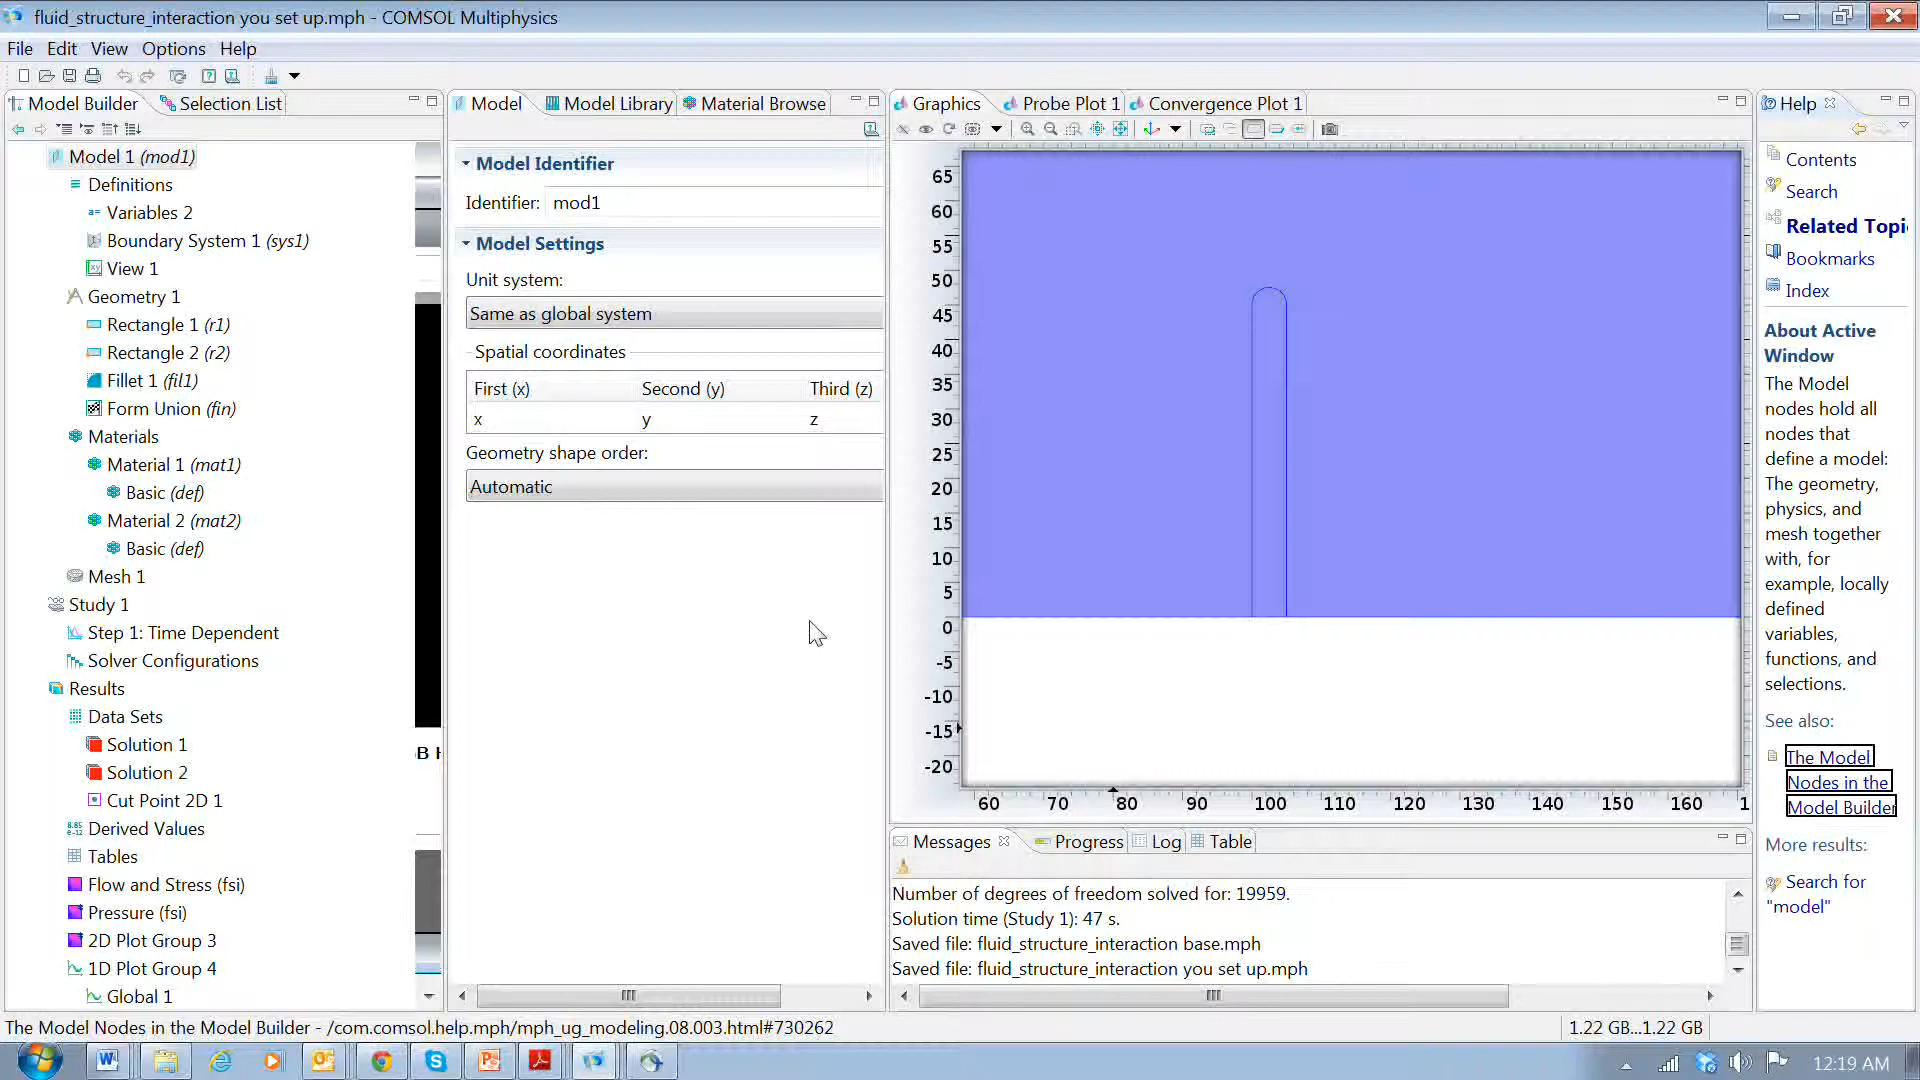 fluid_structure_interaction you set up.mph - COMSOL Multiphysics
File Edit View Options Help
Model Builder Selection List
Model 1 (mod1)
Definitions
a= Variables 2
Boundary System 1 (sys1)
View 1
Geometry 1
Rectangle 1 (r1)
Rectangle 2 (r2)
Fillet 1 (fil1)
Form Union (fin)
Materials
Material 1 (mat1)
Basic (def)
Material 2 (mat2)
Basic (def)
Mesh 1
Study 1
Step 1: Time Dependent
Solver Configurations
Results
Data Sets
Solution 1
Solution 2
Cut Point 2D 1
8.85 e-12 Derived Values
Tables
Flow and Stress (fsi)
Pressure (fsi)
2D Plot Group 3
1D Plot Group 4
Global 1
B H
Model Model Library Material Browse
Model Identifier
Identifier: mod1
Model Settings
Unit system:
Same as global system
Spatial coordinates
First (x) Second (y) Third (z)
x y z
Geometry shape order:
Automatic
Graphics Probe Plot 1 Convergence Plot 1
65
60
55
50
45
40
35
30
25
20
15
10
5
0
-5
-10
-15
-20
60 70 80 90 100 110 120 130 140 150 160 1
Messages Progress Log Table
Number of degrees of freedom solved for: 19959.
Solution time (Study 1): 47 s.
Saved file: fluid_structure_interaction base.mph
Saved file: fluid_structure_interaction you set up.mph
Help
Contents
Search
Related Topi
Bookmarks
Index
About Active
Window
The Model
nodes hold all
nodes that
define a model:
The geometry,
physics, and
mesh together
with, for
example, locally
defined
variables,
functions, and
selections.
See also:
The Model
Nodes in the
Model Builder
More results:
Search for
"model"
The Model Nodes in the Model Builder - /com.comsol.help.mph/mph_ug_modeling.08.003.html#730262
1.22 GB...1.22 GB
12:19 AM